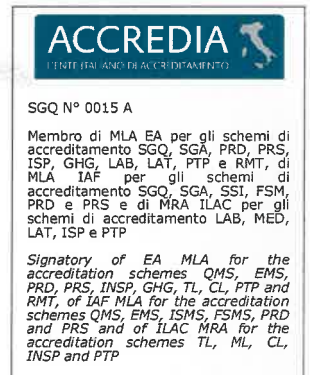 ACCREDIA
L'ENTE ITALIANO DI ACCREDITAMENTO
SGQ N° 0015 A
Membro di MLA EA per gli schemi di
accreditamento SGQ, SGA, PRD, PRS,
ISP, GHG, LAB, LAT, PTP e RMT, di
MLA IAF per gli schemi di
accreditamento SGQ, SGA, SSI, FSM,
PRD e PRS e di MRA ILAC per gli
schemi di accreditamento LAB, MED,
LAT, ISP e PTP
Signatory of EA MLA for the
accreditation schemes QMS, EMS,
PRD, PRS, INSP, GHG, TL, CL, PTP and
RMT, of IAF MLA for the accreditation
schemes QMS, EMS, ISMS, FSMS, PRD
and PRS and of ILAC MRA for the
accreditation schemes TL, ML, CL,
INSP and PTP